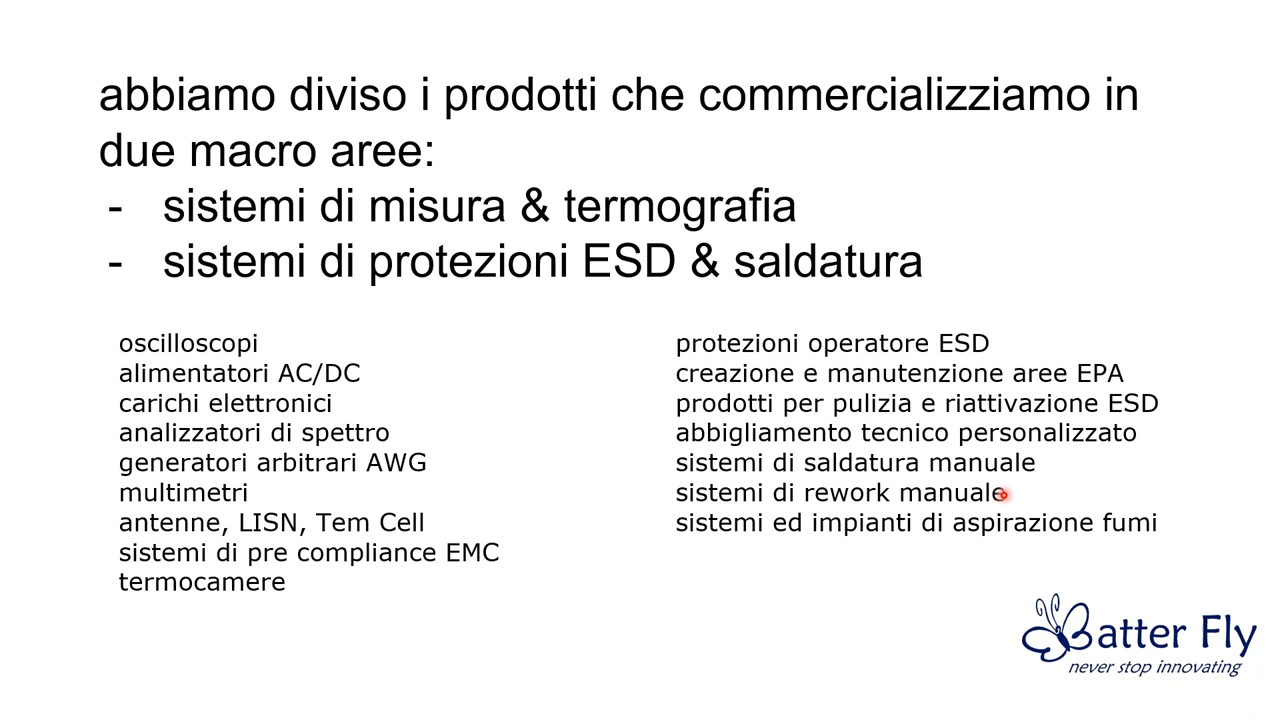 abbiamo diviso i prodotti che commercializziamo in
due macro aree:
- sistemi di misura & termografia
- sistemi di protezioni ESD & saldatura
oscilloscopi
alimentatori AC/DC
carichi elettronici
analizzatori di spettro
generatori arbitrari AWG
multimetri
antenne, LISN, Tem Cell
sistemi di pre compliance EMC
termocamere
protezioni operatore ESD
creazione e manutenzione aree EPA
prodotti per pulizia e riattivazione ESD
abbigliamento tecnico personalizzato
sistemi di saldatura manuale
sistemi di rework manuale
sistemi ed impianti di aspirazione fumi
Batter Fly
never stop innovating